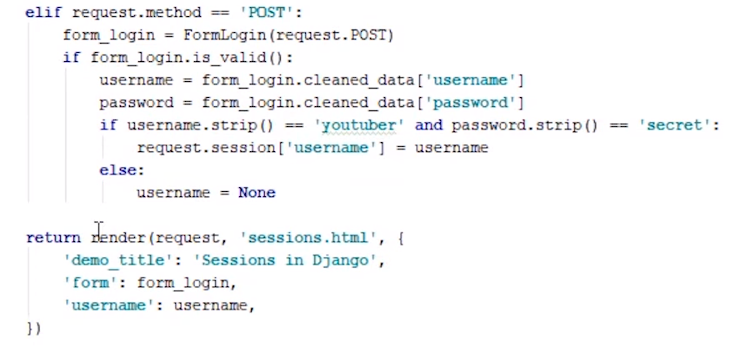 elif request.method == 'POST':
form_login = FormLogin(request.POST)
if form_login.is_valid():
username = form_login.cleaned_data['username']
password = form_login.cleaned_data['password']
if username.strip() == 'youtuber' and password.strip() == 'secret':
request.session['username'] = username
else:
username = None
return render(request, 'sessions.html', {
'demo_title': 'Sessions in Django',
'form': form_login,
'username': username,
})